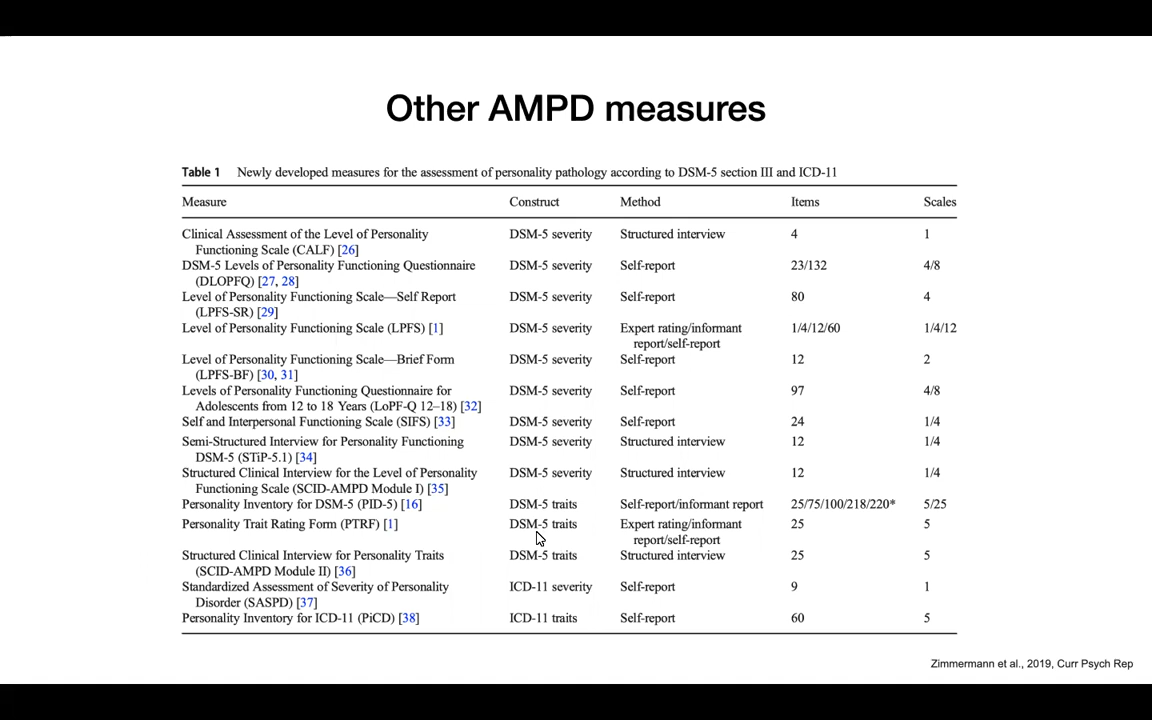 Other AMPD measures
Table 1 Newly developed measures for the assessment of personality pathology according to DSM-5 section III and ICD-11
Measure Construct Method Items Scales
Clinical Assessment of the Level of Personality DSM-5 severity Structured interview 4 1
Functioning Scale (CALF) [26]
DSM-5 Levels of Personality Functioning Questionnaire DSM-5 severity Self-report 23/132 4/8
(DLOPFQ) [27, 28]
Level of Personality Functioning Scale—Self Report DSM-5 severity Self-report 80 4
(LPFS-SR) [29]
Level of Personality Functioning Scale (LPFS) [1] DSM-5 severity Expert rating/informant 1/4/12/60 1/4/12
report/self-report
Level of Personality Functioning Scale—Brief Form DSM-5 severity Self-report 12 2
(LPFS-BF) [30, 31]
Levels of Personality Functioning Questionnaire for DSM-5 severity Self-report 97 4/8
Adolescents from 12 to 18 Years (LoPF-Q 12–18) [32]
Self and Interpersonal Functioning Scale (SIFS) [33] DSM-5 severity Self-report 24 1/4
Semi-Structured Interview for Personality Functioning DSM-5 severity Structured interview 12 1/4
DSM-5 (STiP-5.1) [34]
Structured Clinical Interview for the Level of Personality DSM-5 severity Structured interview 12 1/4
Functioning Scale (SCID-AMPD Module I) [35]
Personality Inventory for DSM-5 (PID-5) [16] DSM-5 traits Self-report/informant report 25/75/100/218/220* 5/25
Personality Trait Rating Form (PTRF) [1] DSM-5 traits Expert rating/informant 25 5
report/self-report
Structured Clinical Interview for Personality Traits DSM-5 traits Structured interview 25 5
(SCID-AMPD Module II) [36]
Standardized Assessment of Severity of Personality ICD-11 severity Self-report 9 1
Disorder (SASPD) [37]
Personality Inventory for ICD-11 (PiCD) [38] ICD-11 traits Self-report 60 5
Zimmermann et al., 2019, Curr Psych Rep